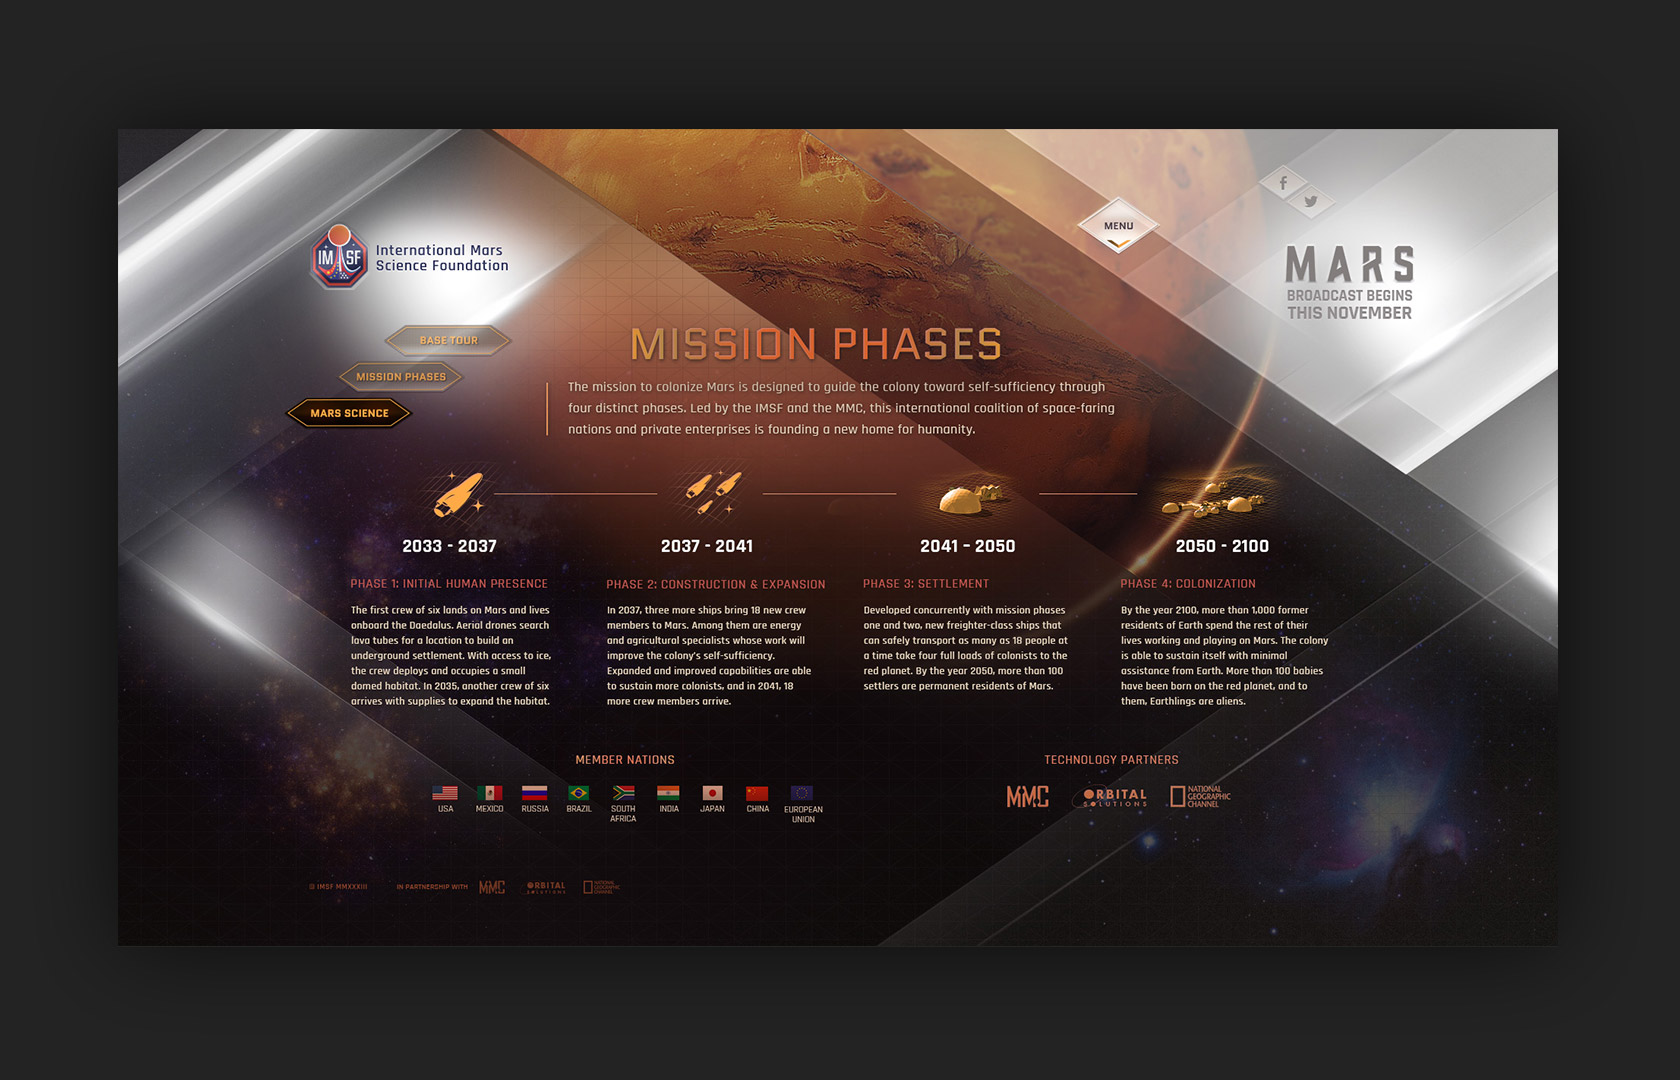 IMSF
International Mars
Science Foundation
MENU
MARS
BROADCAST BEGINS
THIS NOVEMBER
BASE TOUR
MISSION PHASES
MARS SCIENCE
MISSION PHASES
The mission to colonize Mars is designed to guide the colony toward self-sufficiency through
four distinct phases. Led by the IMSF and the MMC, this international coalition of space-faring
nations and private enterprises is founding a new home for humanity.
2033 - 2037
PHASE 1: INITIAL HUMAN PRESENCE
The first crew of six lands on Mars and lives
onboard the Daedalus. Aerial drones search
lava tubes for a location to build an
underground settlement. With access to ice,
the crew deploys and occupies a small
domed habitat. In 2035, another crew of six
arrives with supplies to expand the habitat.
2037 - 2041
PHASE 2: CONSTRUCTION & EXPANSION
In 2037, three more ships bring 18 new crew
members to Mars. Among them are energy
and agricultural specialists whose work will
improve the colony's self-sufficiency.
Expanded and improved capabilities are able
to sustain more colonists, and in 2041, 18
more crew members arrive.
2041 – 2050
PHASE 3: SETTLEMENT
Developed concurrently with mission phases
one and two, new freighter-class ships that
can safely transport as many as 18 people at
a time take four full loads of colonists to the
red planet. By the year 2050, more than 100
settlers are permanent residents of Mars.
2050 - 2100
PHASE 4: COLONIZATION
By the year 2100, more than 1,000 former
residents of Earth spend the rest of their
lives working and playing on Mars. The colony
is able to sustain itself with minimal
assistance from Earth. More than 100 babies
have been born on the red planet, and to
them, Earthlings are aliens.
MEMBER NATIONS
USA
MEXICO
RUSSIA
BRAZIL
SOUTH
AFRICA
INDIA
JAPAN
CHINA
EUROPEAN
UNION
TECHNOLOGY PARTNERS
MMC
ORBITAL
SOLUTIONS
NATIONAL
GEOGRAPHIC
CHANNEL
© IMSF MMXXXIII
IN PARTNERSHIP WITH
MMC
ORBITAL
SOLUTIONS
NATIONAL
GEOGRAPHIC
CHANNEL